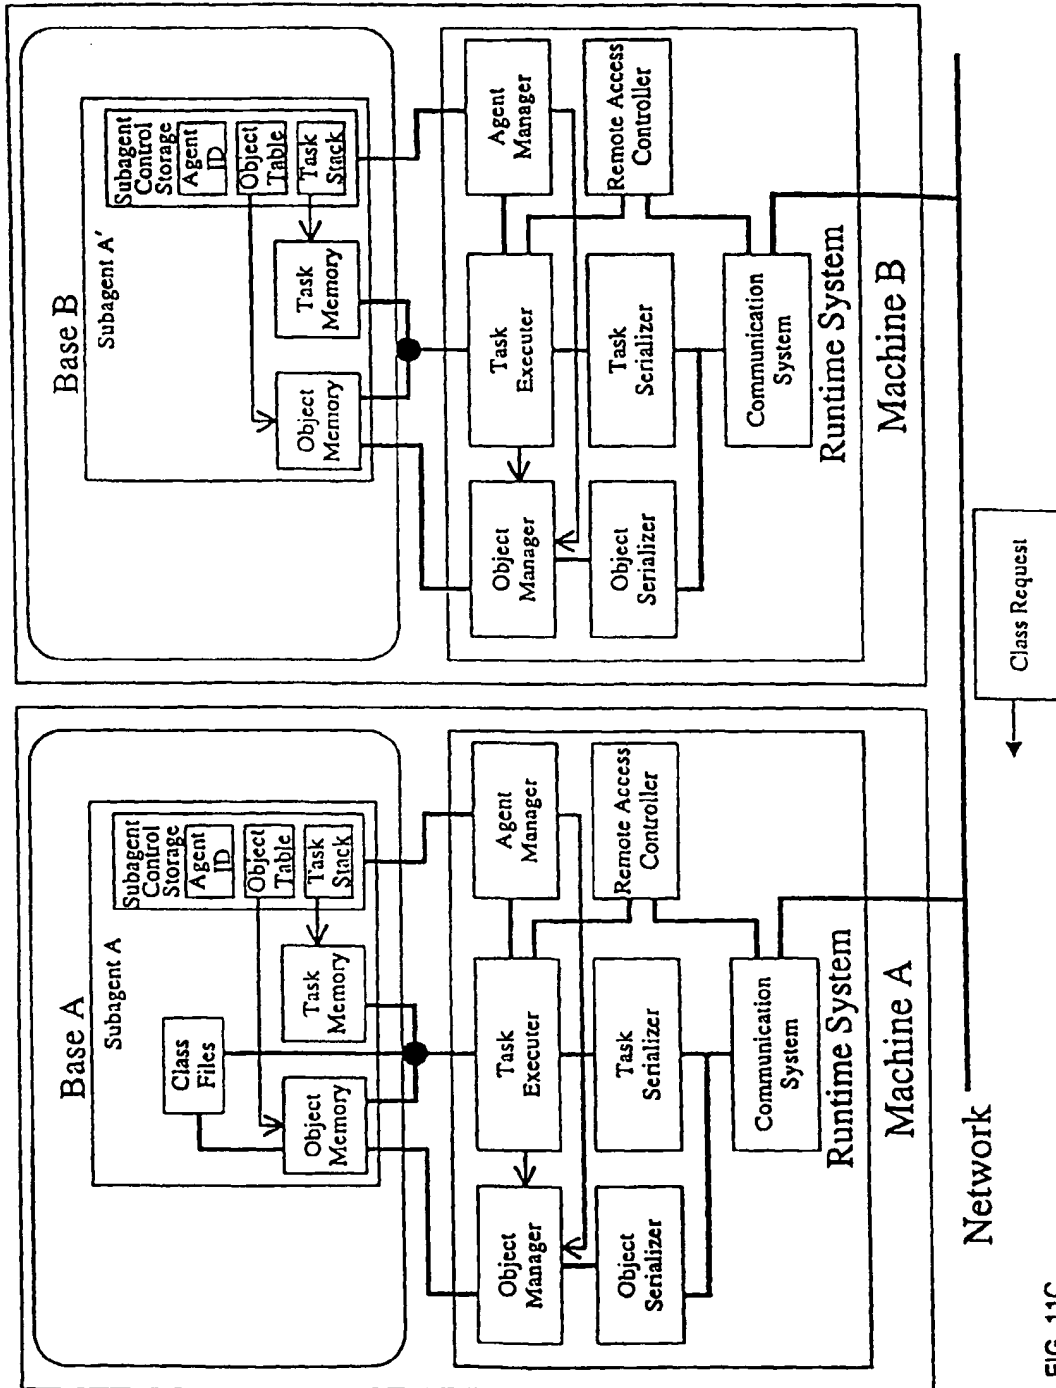 Base A
Subagent A
Class
Files
Object
Memory
Task
Memory
Subagent
Control
Storage
Agent
ID
Object
Table
Task
Stack
Object
Manager
Task
Executer
Agent
Manager
Object
Serializer
Task
Serializer
Remote Access
Controller
Communication
System
Runtime System
Machine A
Base B
Subagent A'
Object
Memory
Task
Memory
Subagent
Control
Storage
Agent
ID
Object
Table
Task
Stack
Object
Manager
Task
Executer
Agent
Manager
Object
Serializer
Task
Serializer
Remote Access
Controller
Communication
System
Runtime System
Machine B
Network
Class Request
FIG. 11C